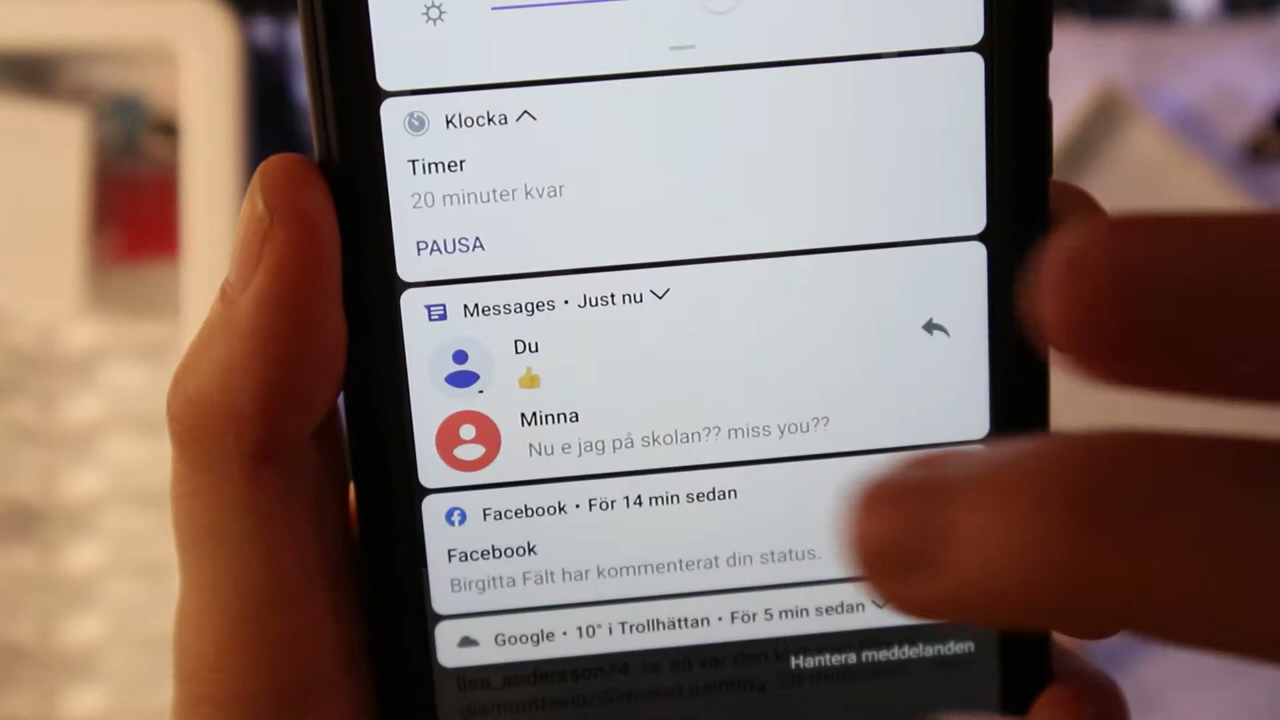 Klocka
Timer
20 minuter kvar
PAUSA
Messages • Just nu
Du
👍
Minna
Nu e jag på skolan?? miss you??
Facebook • För 14 min sedan
Facebook
Birgitta Fält har kommenterat din status.
Google • 10° i Trollhättan • För 5 min sedan
Hantera meddelanden
lisa_andersson74